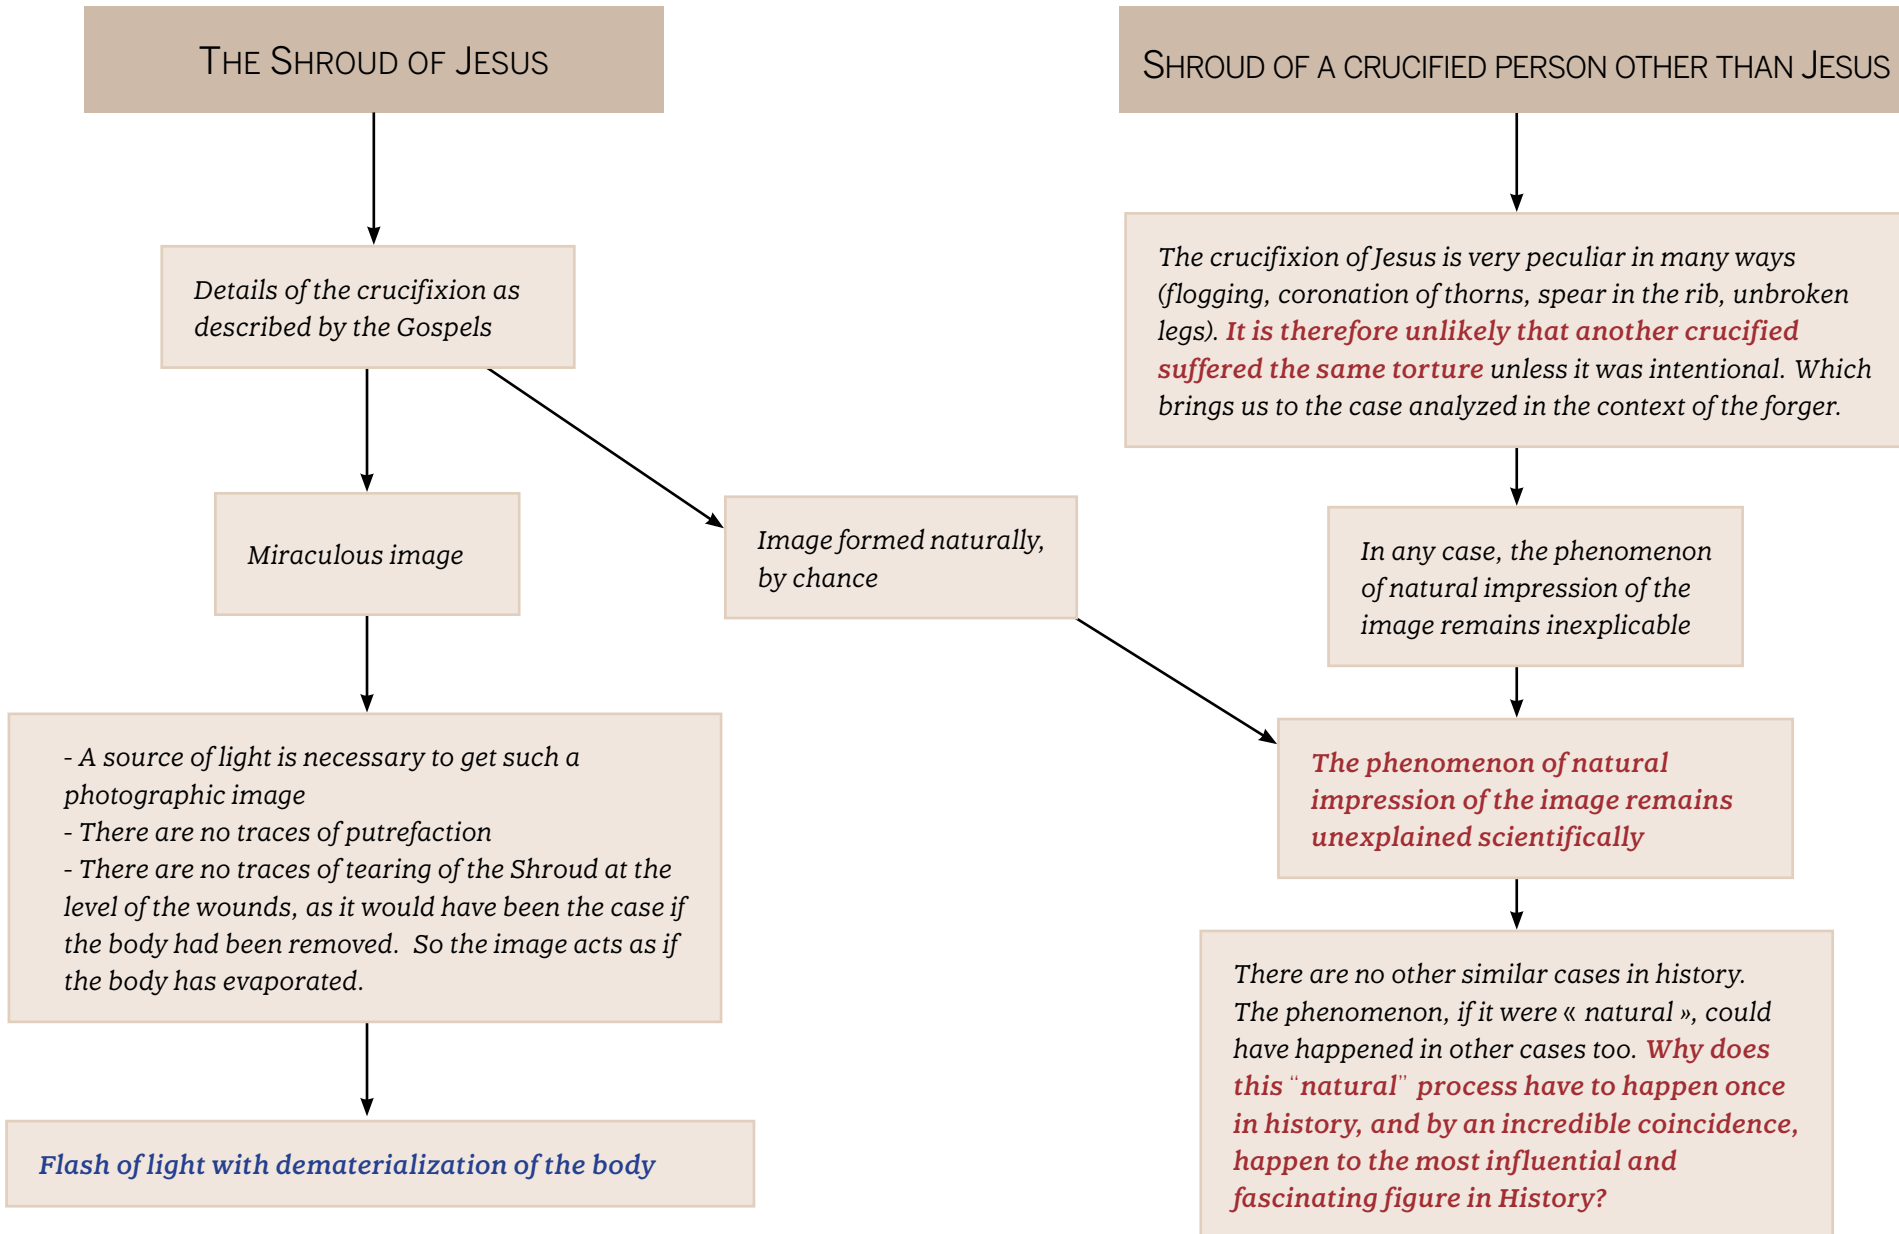 THE SHROUD OF JESUS
Details of the crucifixion as
described by the Gospels
Miraculous image
- A source of light is necessary to get such a
photographic image
- There are no traces of putrefaction
- There are no traces of tearing of the Shroud at the
level of the wounds, as it would have been the case if
the body had been removed.  So the image acts as if
the body has evaporated.
Flash of light with dematerialization of the body
Image formed naturally,
by chance
SHROUD OF A CRUCIFIED PERSON OTHER THAN JESUS
The crucifixion of Jesus is very peculiar in many ways
(flogging, coronation of thorns, spear in the rib, unbroken
legs). It is therefore unlikely that another crucified
suffered the same torture unless it was intentional. Which
brings us to the case analyzed in the context of the forger.
In any case, the phenomenon
of natural impression of the
image remains inexplicable
The phenomenon of natural
impression of the image remains
unexplained scientifically
There are no other similar cases in history.
The phenomenon, if it were « natural », could
have happened in other cases too. Why does
this “natural” process have to happen once
in history, and by an incredible coincidence,
happen to the most influential and
fascinating figure in History?